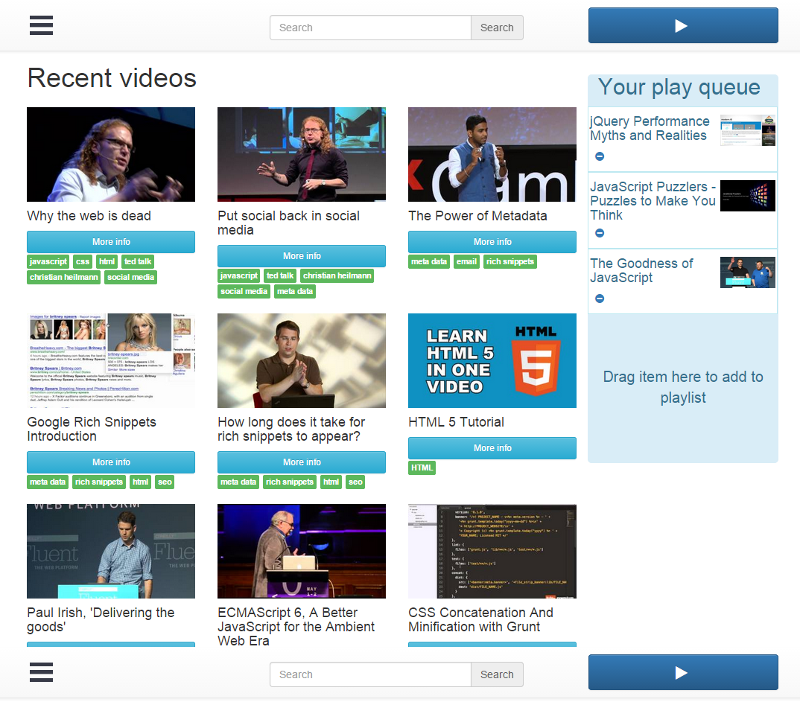 Search Search
Recent videos
Your play queue
jQuery Performance
Myths and Realities
JavaScript Puzzlers -
Puzzles to Make You
Think
The Goodness of
JavaScript
Drag item here to add to
playlist
Why the web is dead
More info
javascript css html ted talk
christian heilmann social media
Put social back in social
media
More info
javascript ted talk christian heilmann
social media meta data
The Power of Metadata
More info
meta data email rich snippets
Google Rich Snippets
Introduction
More info
meta data rich snippets html seo
How long does it take for
rich snippets to appear?
More info
meta data rich snippets html seo
LEARN
HTML 5
IN ONE
VIDEO
HTML
5
HTML 5 Tutorial
More info
HTML
WEB PLATFORM
Fluent
Paul Irish, 'Delivering the
goods'
ECMAScript 6, A Better
JavaScript for the Ambient
Web Era
CSS Concatenation And
Minification with Grunt
Search Search